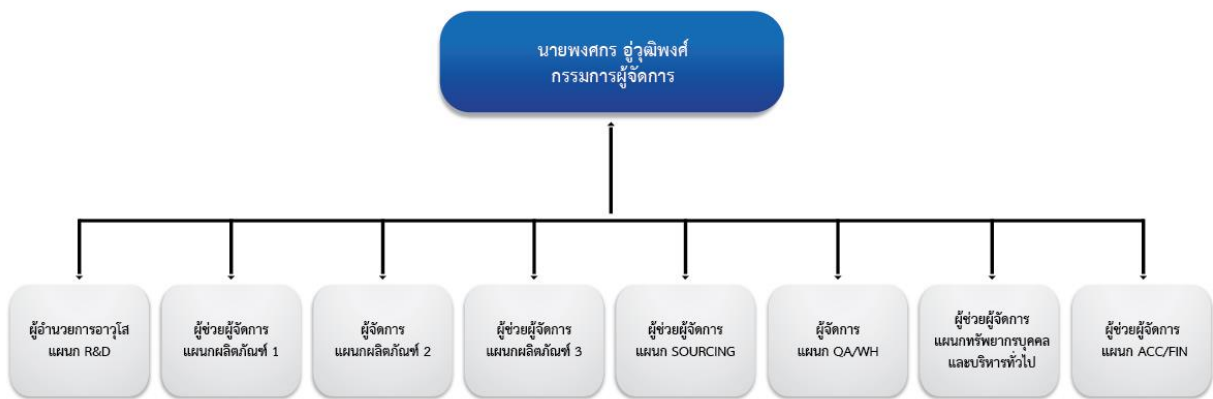 นายพงศกร อู่วุฒิพงศ์
กรรมการผู้จัดการ
ผู้อำนวยการอาวุโส
แผนก R&D
ผู้ช่วยผู้จัดการ
แผนกผลิตภัณฑ์ 1
ผู้จัดการ
แผนกผลิตภัณฑ์ 2
ผู้ช่วยผู้จัดการ
แผนกผลิตภัณฑ์ 3
ผู้ช่วยผู้จัดการ
แผนก SOURCING
ผู้จัดการ
แผนก QA/WH
ผู้ช่วยผู้จัดการ
แผนกทรัพยากรบุคคล
และบริหารทั่วไป
ผู้ช่วยผู้จัดการ
แผนก ACC/FIN